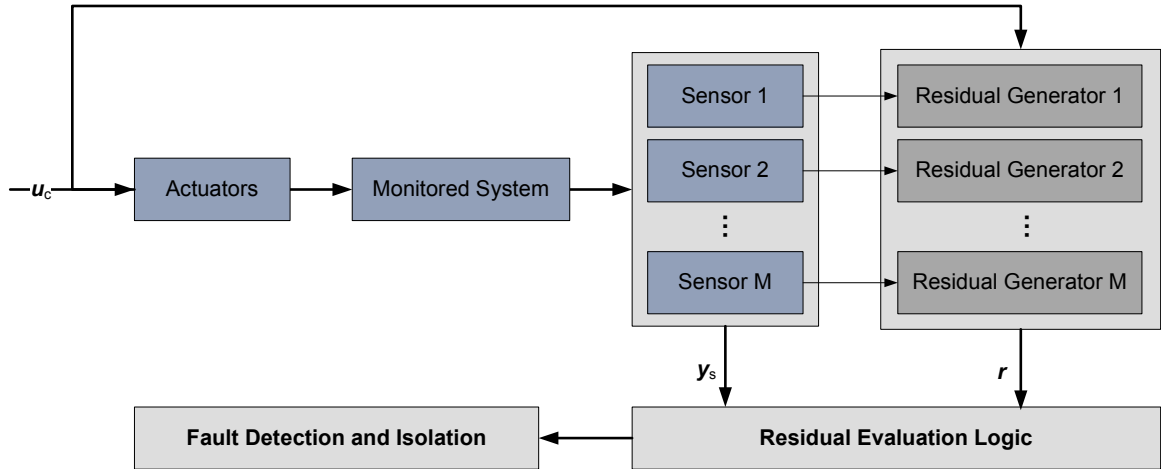 Sensor 1
Residual Generator 1
Sensor 2
Residual Generator 2
u_c
Actuators
Monitored System
⋮
⋮
Sensor M
Residual Generator M
y_s
r
Fault Detection and Isolation
Residual Evaluation Logic